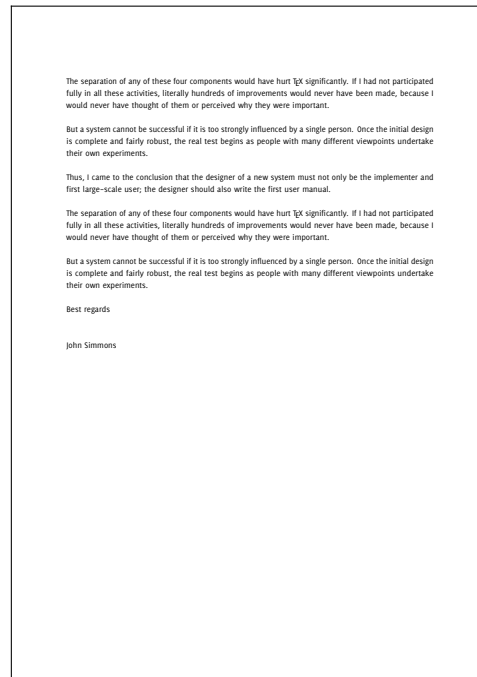 The separation of any of these four components would have hurt TEX significantly. If I had not participated
fully in all these activities, literally hundreds of improvements would never have been made, because I
would never have thought of them or perceived why they were important.
But a system cannot be successful if it is too strongly influenced by a single person. Once the initial design
is complete and fairly robust, the real test begins as people with many different viewpoints undertake
their own experiments.
Thus, I came to the conclusion that the designer of a new system must not only be the implementer and
first large-scale user; the designer should also write the first user manual.
The separation of any of these four components would have hurt TEX significantly. If I had not participated
fully in all these activities, literally hundreds of improvements would never have been made, because I
would never have thought of them or perceived why they were important.
But a system cannot be successful if it is too strongly influenced by a single person. Once the initial design
is complete and fairly robust, the real test begins as people with many different viewpoints undertake
their own experiments.
Best regards
John Simmons